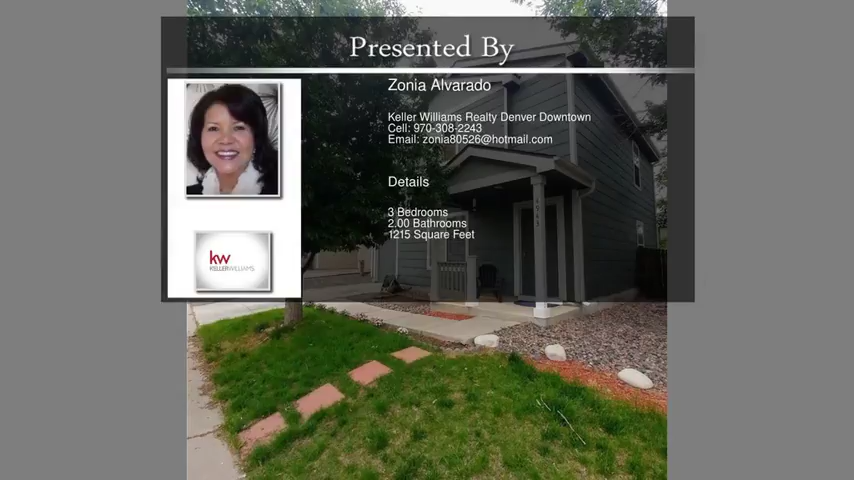 Presented By
Zonia Alvarado
Keller Williams Realty Denver Downtown
Cell: 970-308-2243
Email: zonia80526@hotmail.com
Details
3 Bedrooms
2.00 Bathrooms
1215 Square Feet
kw
KELLERWILLIAMS